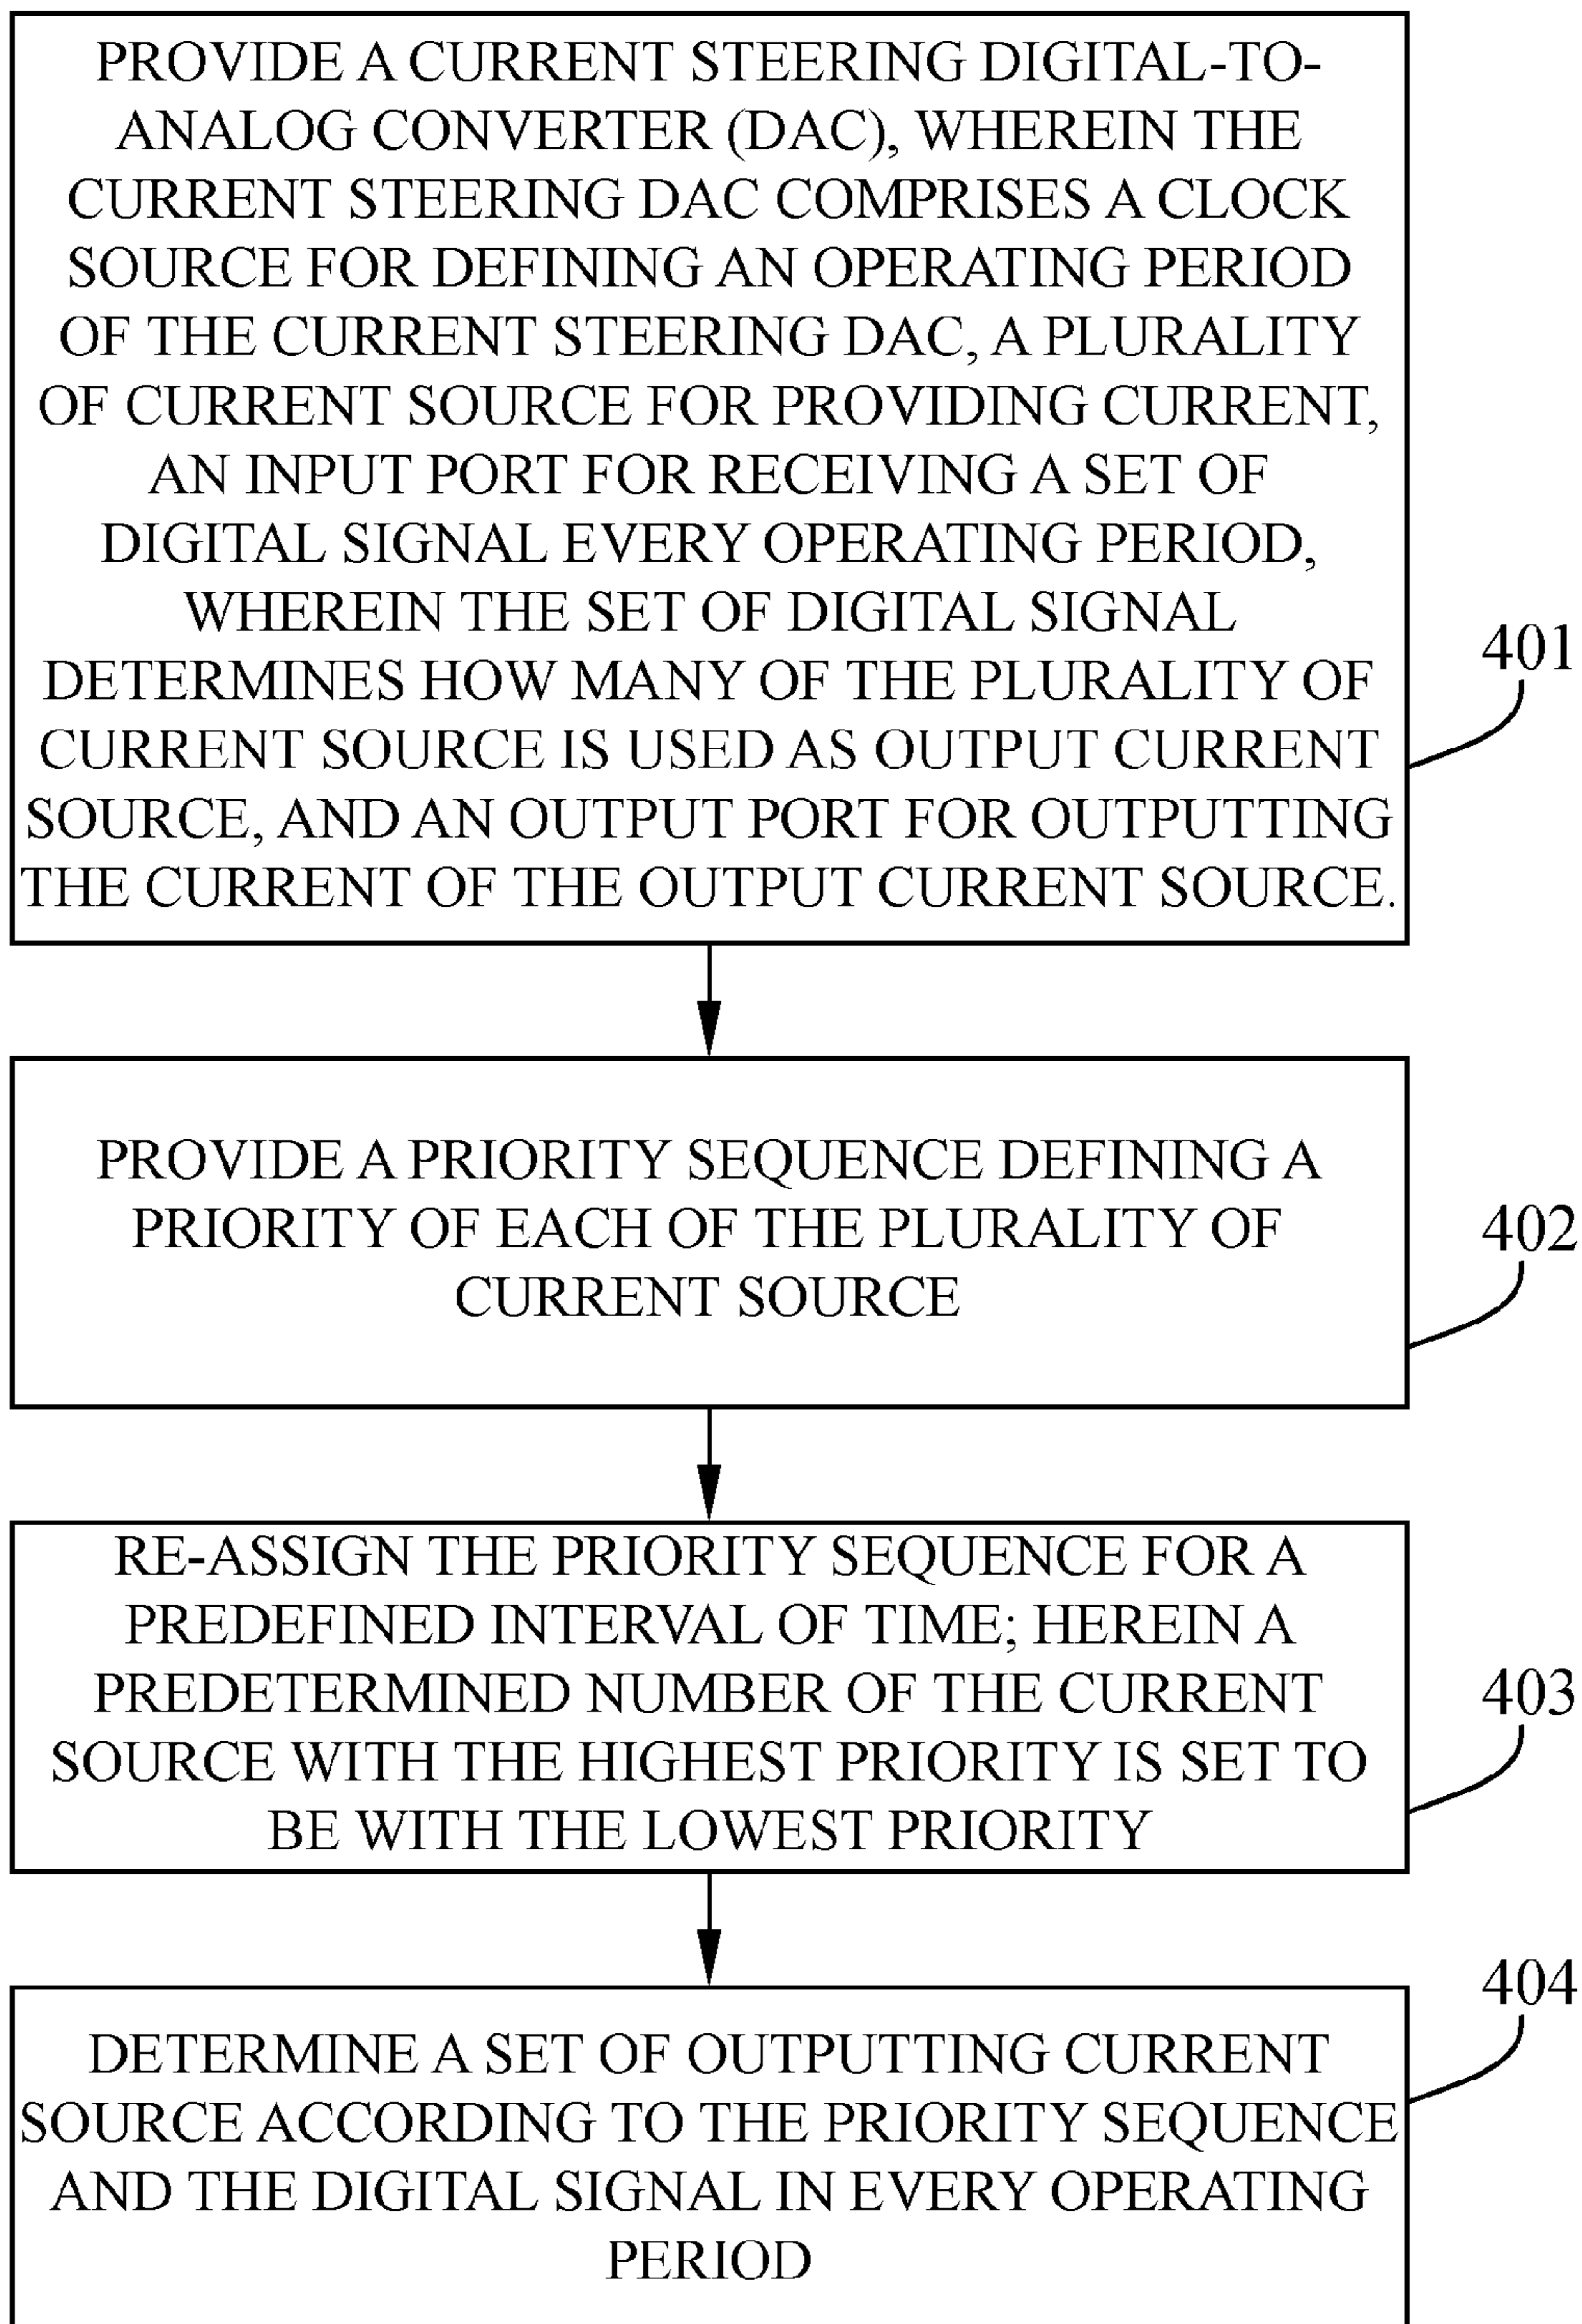 PROVIDE A CURRENT STEERING DIGITAL-TO-
ANALOG CONVERTER (DAC), WHEREIN THE
CURRENT STEERING DAC COMPRISES A CLOCK
SOURCE FOR DEFINING AN OPERATING PERIOD
OF THE CURRENT STEERING DAC, A PLURALITY
OF CURRENT SOURCE FOR PROVIDING CURRENT,
AN INPUT PORT FOR RECEIVING A SET OF
DIGITAL SIGNAL EVERY OPERATING PERIOD,
WHEREIN THE SET OF DIGITAL SIGNAL
DETERMINES HOW MANY OF THE PLURALITY OF
CURRENT SOURCE IS USED AS OUTPUT CURRENT
SOURCE, AND AN OUTPUT PORT FOR OUTPUTTING
THE CURRENT OF THE OUTPUT CURRENT SOURCE.
401
PROVIDE A PRIORITY SEQUENCE DEFINING A
PRIORITY OF EACH OF THE PLURALITY OF
CURRENT SOURCE
402
RE-ASSIGN THE PRIORITY SEQUENCE FOR A
PREDEFINED INTERVAL OF TIME; HEREIN A
PREDETERMINED NUMBER OF THE CURRENT
SOURCE WITH THE HIGHEST PRIORITY IS SET TO
BE WITH THE LOWEST PRIORITY
403
DETERMINE A SET OF OUTPUTTING CURRENT
SOURCE ACCORDING TO THE PRIORITY SEQUENCE
AND THE DIGITAL SIGNAL IN EVERY OPERATING
PERIOD
404